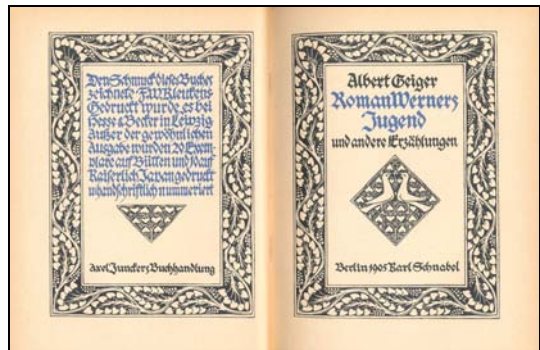 Den Schmuck dieses Buches
zeichnete F.W. Kleukens
Gedruckt wurde es bei
Hesse & Becker in Leipzig
Außer der gewöhnlichen
Ausgabe wurden 20 Exem-
plare auf Bütten und 10 auf
Kaiserlich Japan gedruckt
u handschriftlich nummeriert
Axel Junckers Buchhandlung
Albert Geiger
Roman Werners
Jugend
und andere Erzählungen
Berlin 1905 Karl Schnabel